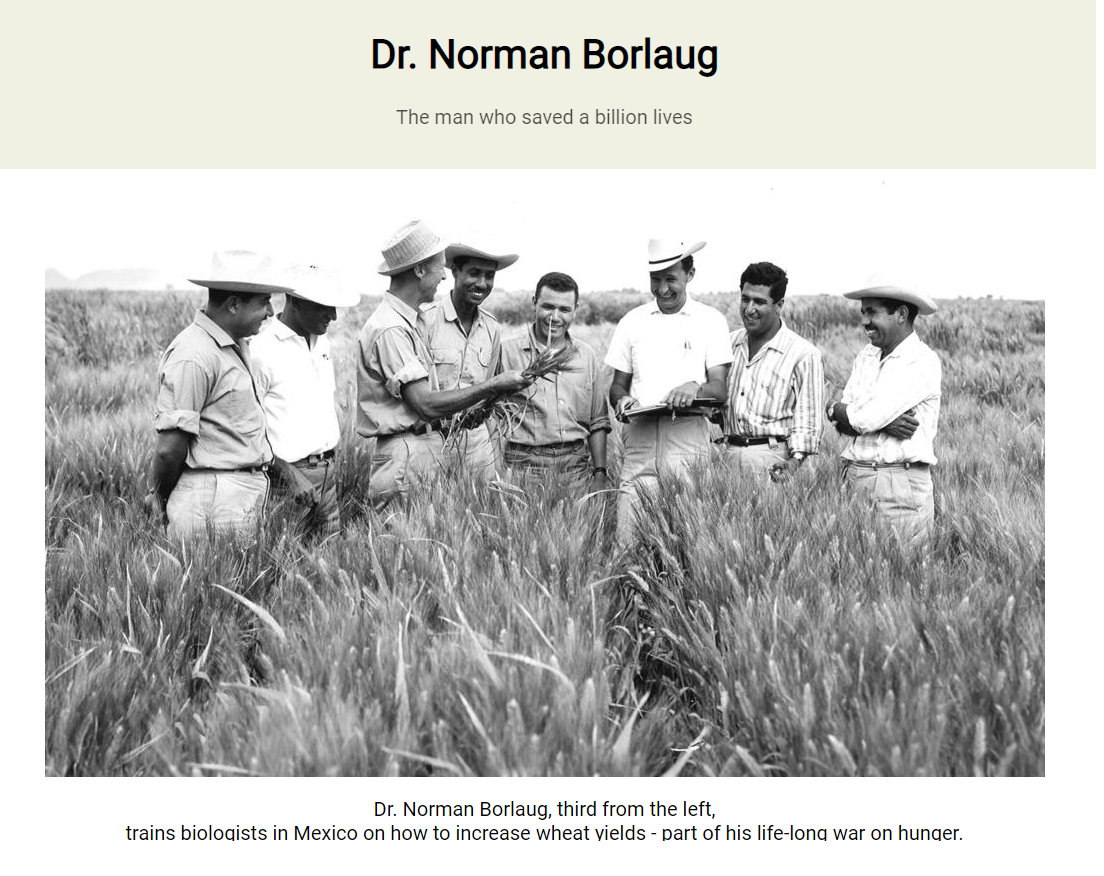 Dr. Norman Borlaug
The man who saved a billion lives
Dr. Norman Borlaug, third from the left,
trains biologists in Mexico on how to increase wheat yields - part of his life-long war on hunger.